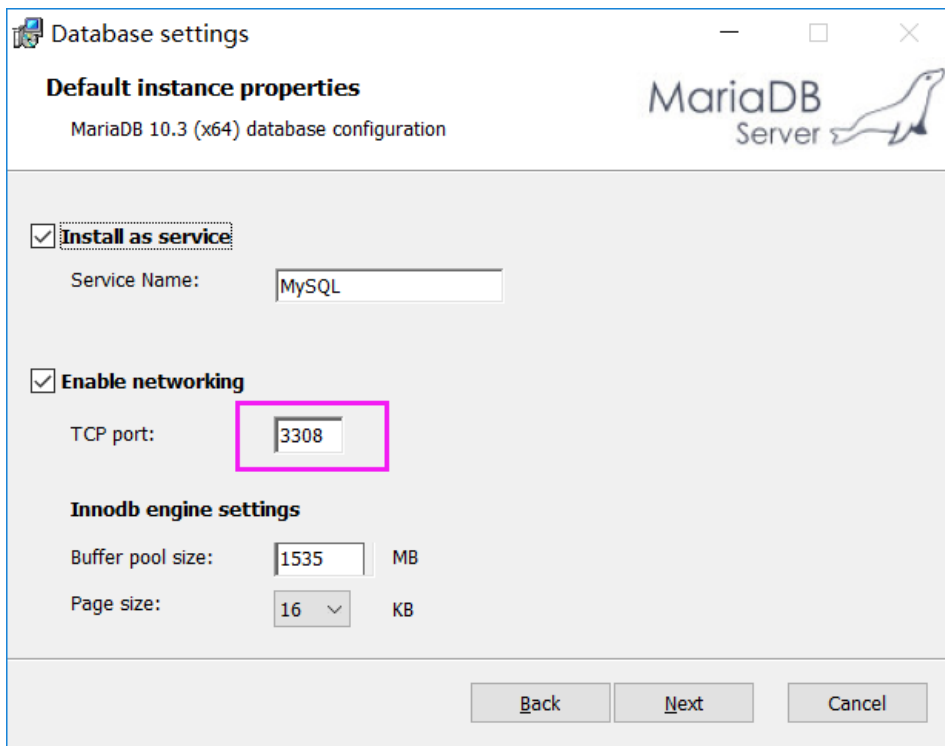 Database settings
Default instance properties
MariaDB 10.3 (x64) database configuration
MariaDB
Server
Install as service
Service Name: MySQL
Enable networking
TCP port: 3308
Innodb engine settings
Buffer pool size: 1535 MB
Page size: 16 KB
Back Next Cancel